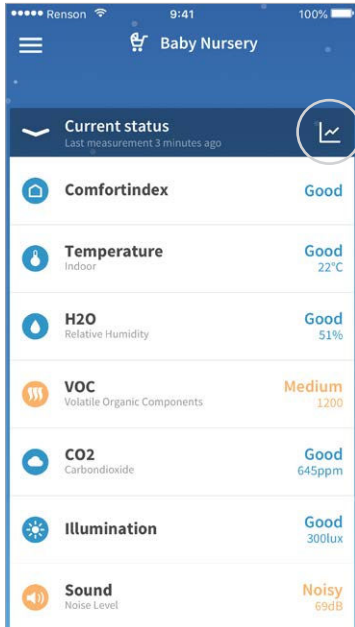 Renson 9:41 100%
Baby Nursery
Current status
Last measurement 3 minutes ago
Comfortindex Good
Temperature Good
Indoor 22°C
H2O Good
Relative Humidity 51%
VOC Medium
Volatile Organic Components 1200
CO2 Good
Carbondioxide 645ppm
Illumination Good
300lux
Sound Noisy
Noise Level 69dB